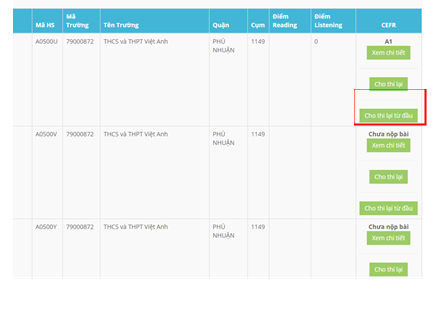 Mã HS Mã Trường Tên Trường Quận Cụm Điểm Reading Điểm Listening CEFR
A0500U 79000872 THCS và THPT Việt Anh PHÚ NHUẬN 1149 0 A1
Xem chi tiết
Cho thi lại
Cho thi lại từ đầu
A0500V 79000872 THCS và THPT Việt Anh PHÚ NHUẬN 1149 Chưa nộp bài
Xem chi tiết
Cho thi lại
Cho thi lại từ đầu
A0500Y 79000872 THCS và THPT Việt Anh PHÚ NHUẬN 1149 Chưa nộp bài
Xem chi tiết
Cho thi lại